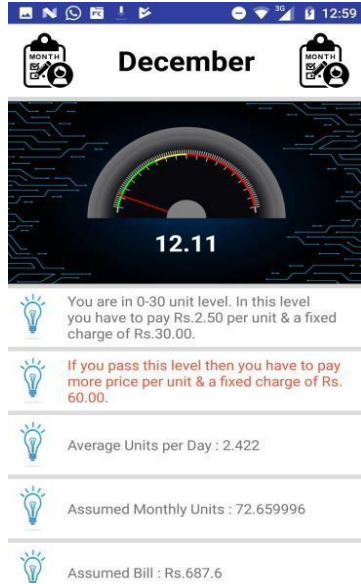 3G 12:59
MONTH
December
MONTH
12.11
You are in 0-30 unit level. In this level
you have to pay Rs.2.50 per unit & a fixed
charge of Rs.30.00.
If you pass this level then you have to pay
more price per unit & a fixed charge of Rs.
60.00.
Average Units per Day : 2.422
Assumed Monthly Units : 72.659996
Assumed Bill : Rs.687.6